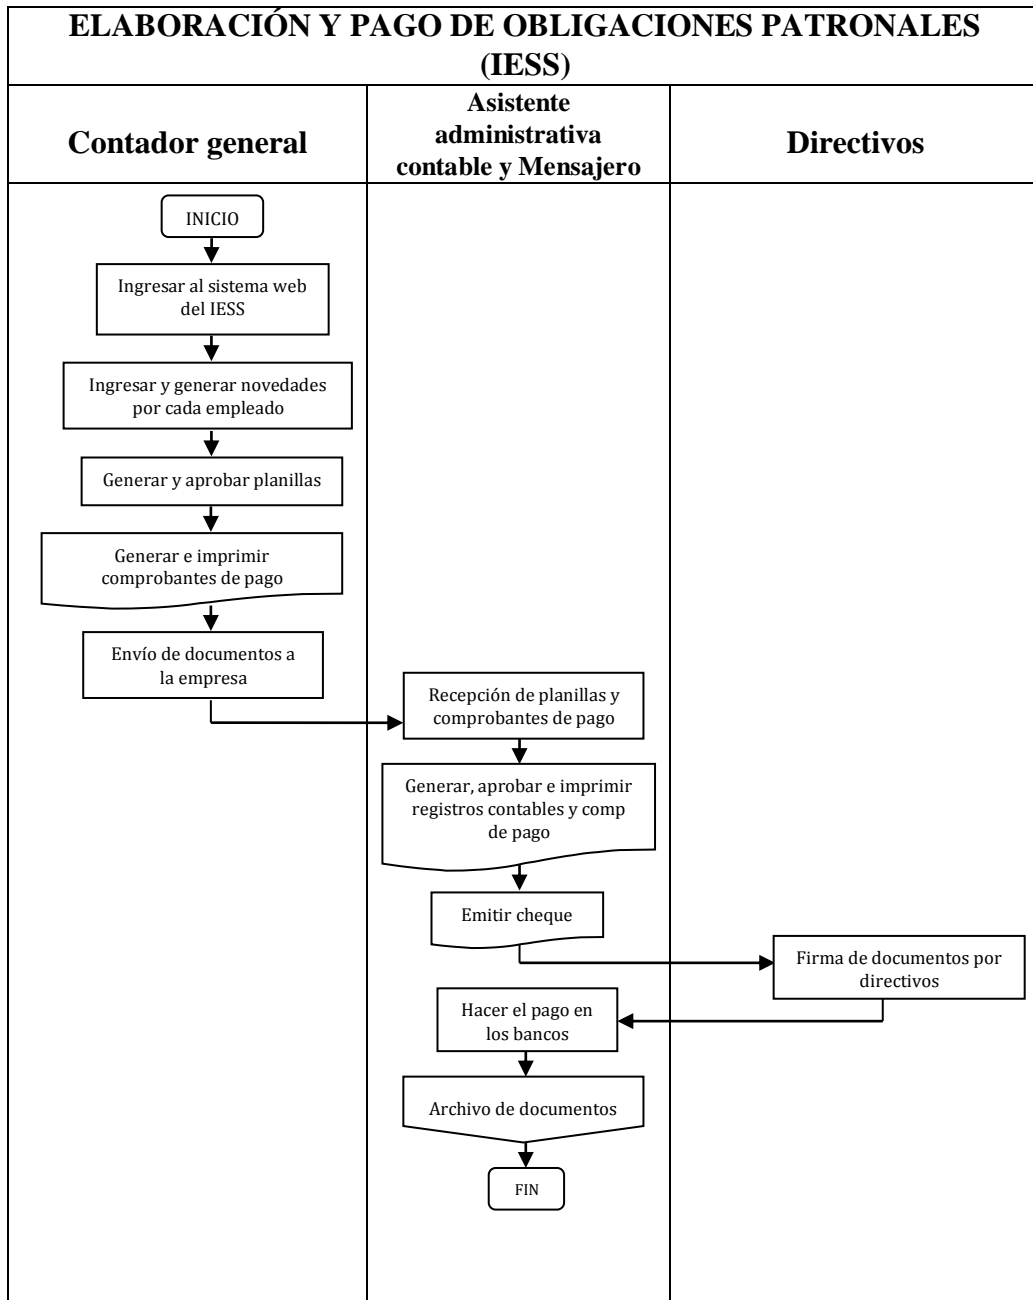 ELABORACIÓN Y PAGO DE OBLIGACIONES PATRONALES
(IESS)
Contador general
Asistente
administrativa
contable y Mensajero
Directivos
INICIO
Ingresar al sistema web
del IESS
Ingresar y generar novedades
por cada empleado
Generar y aprobar planillas
Generar e imprimir
comprobantes de pago
Envío de documentos a
la empresa
Recepción de planillas y
comprobantes de pago
Generar, aprobar e imprimir
registros contables y comp
de pago
Emitir cheque
Firma de documentos por
directivos
Hacer el pago en
los bancos
Archivo de documentos
FIN